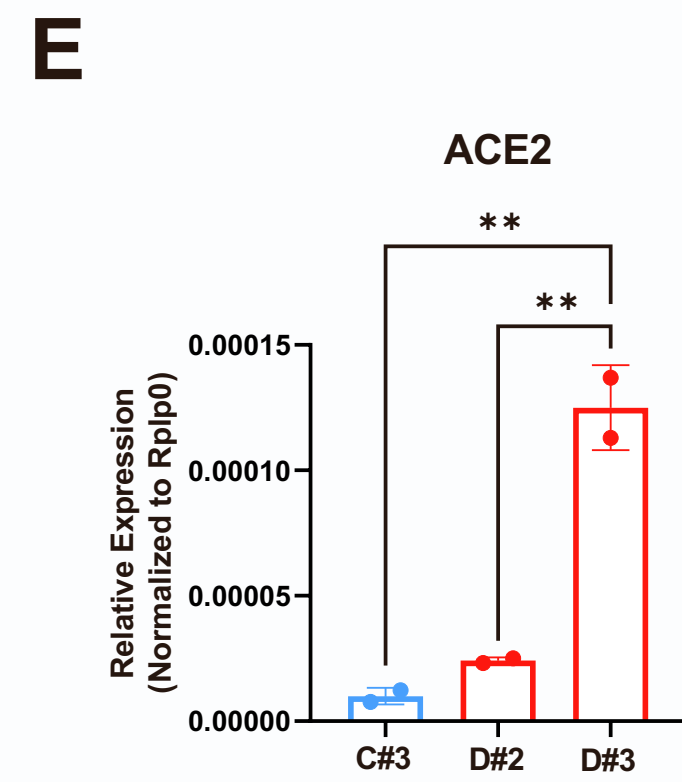 E
ACE2
**
**
Relative Expression
(Normalized to Rplp0)
0.00015
0.00010
0.00005
0.00000
C#3 D#2 D#3